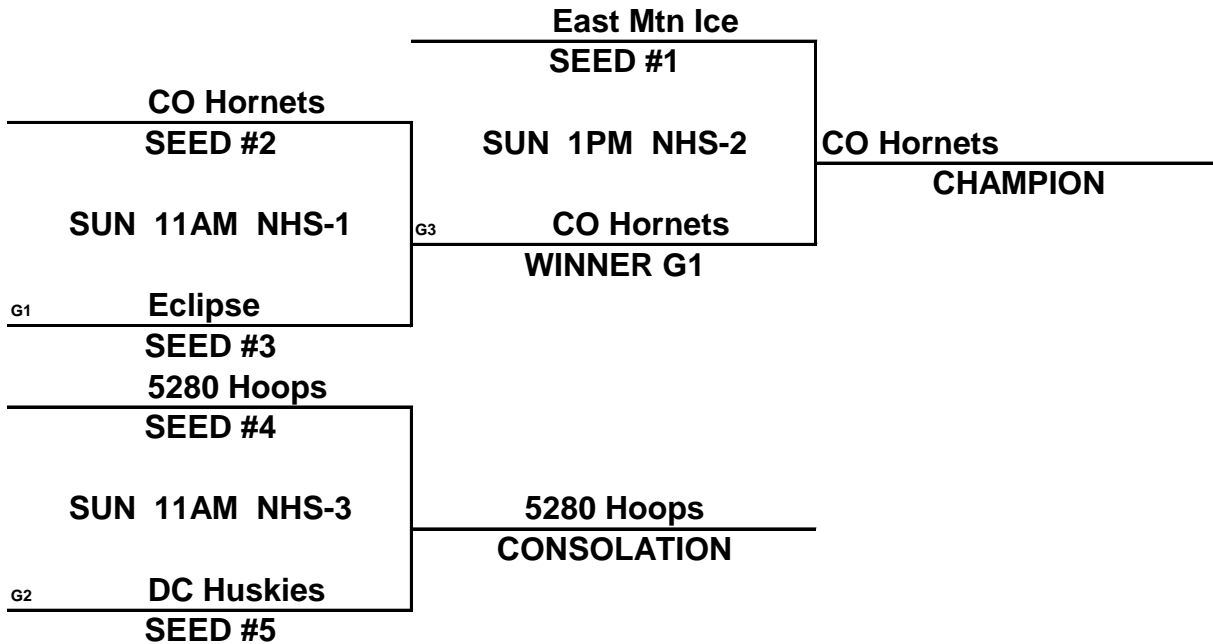 East Mtn Ice
SEED #1
CO Hornets
SEED #2
SUN 1PM NHS-2
CO Hornets
CHAMPION
SUN 11AM NHS-1
G3
CO Hornets
WINNER G1
G1
Eclipse
SEED #3
5280 Hoops
SEED #4
SUN 11AM NHS-3
5280 Hoops
CONSOLATION
G2
DC Huskies
SEED #5